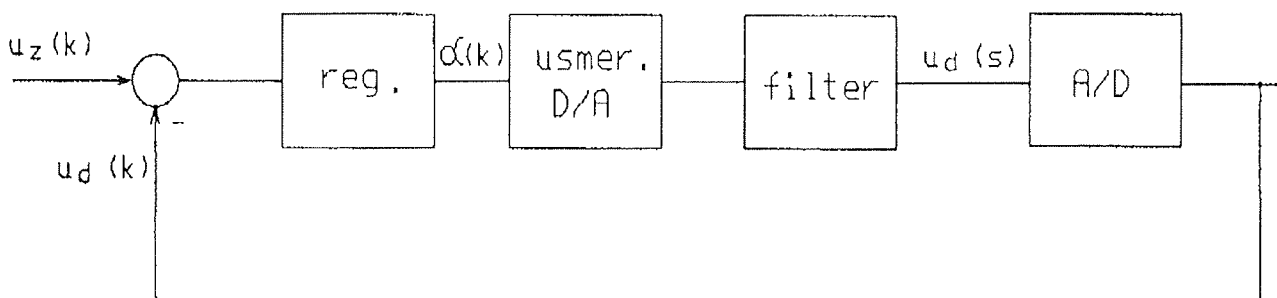 u_z(k)
reg.
α(k)
usmer.
D/A
filter
u_d(s)
A/D
-
u_d(k)